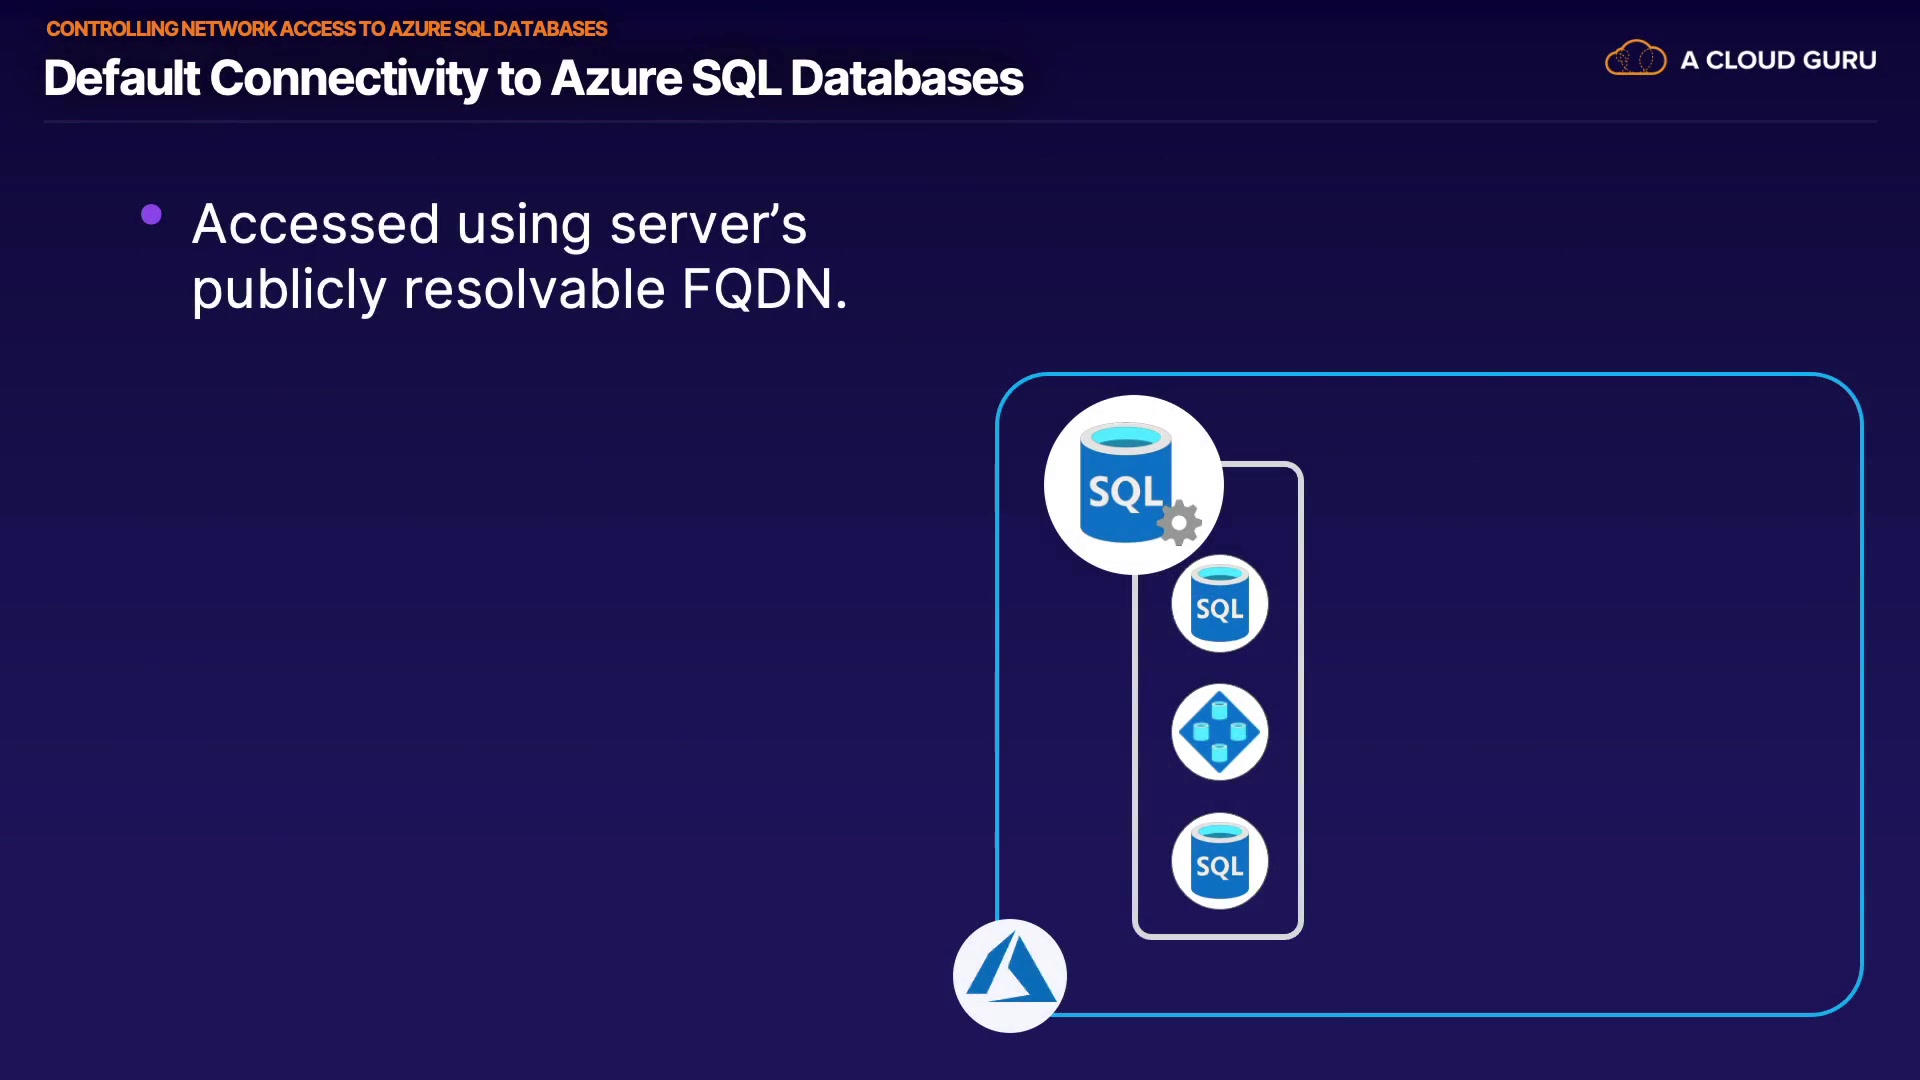 CONTROLLING NETWORK ACCESS TO AZURE SQL DATABASES
Default Connectivity to Azure SQL Databases
A CLOUD GURU
Accessed using server’s
publicly resolvable FQDN.
SQL
SQL
SQL